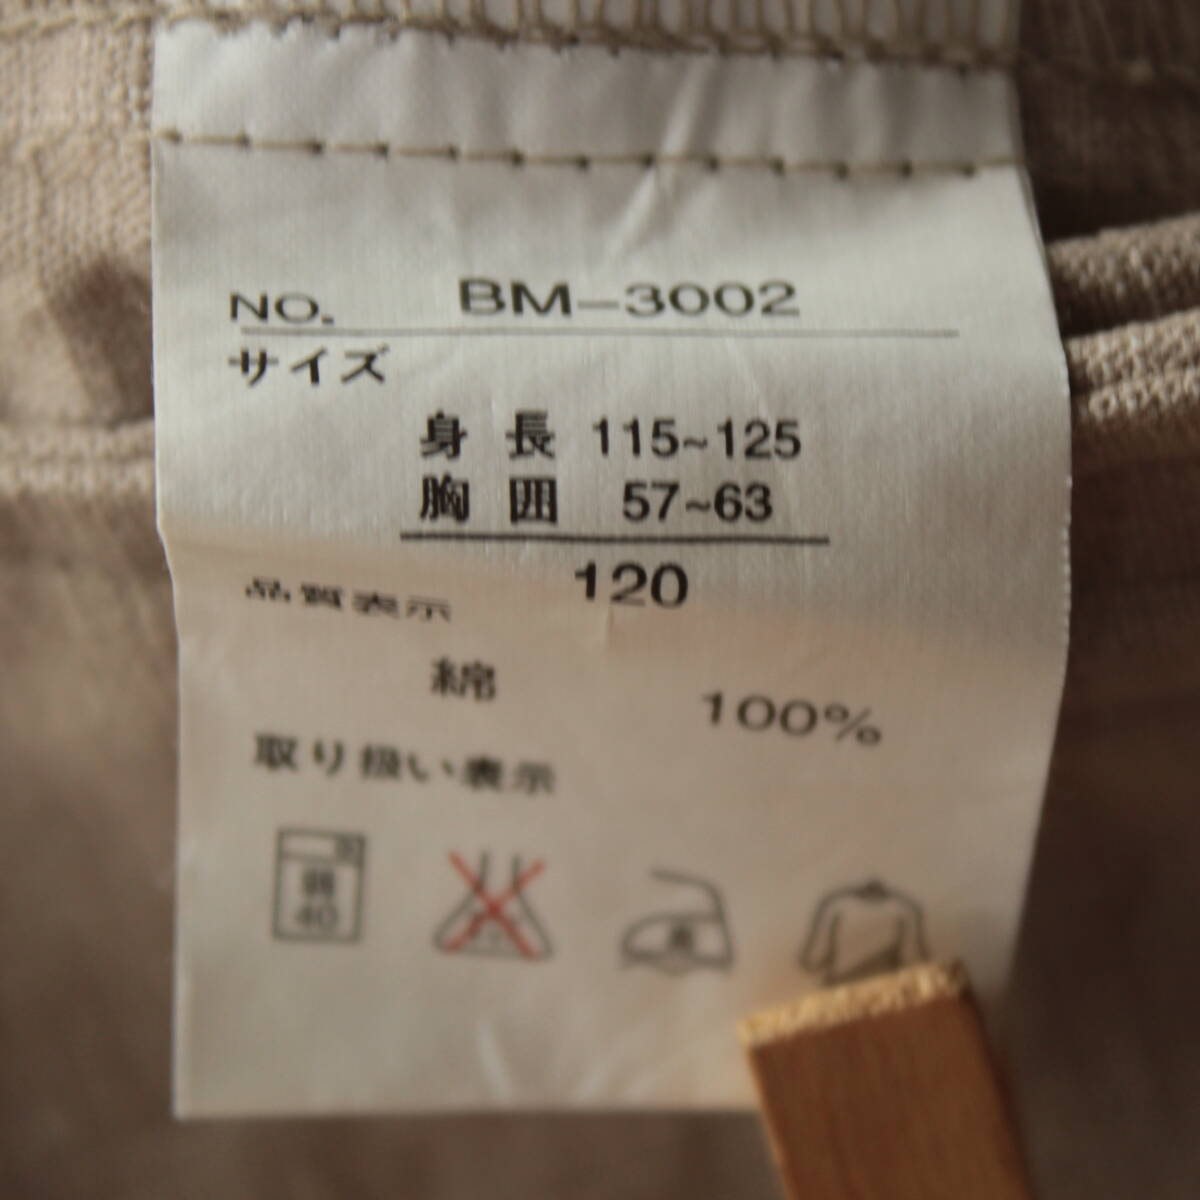 NO. BM-3002
サイズ
身長 115~125
胸囲 57~63
120
品質表示
綿 100%
取り扱い表示
40